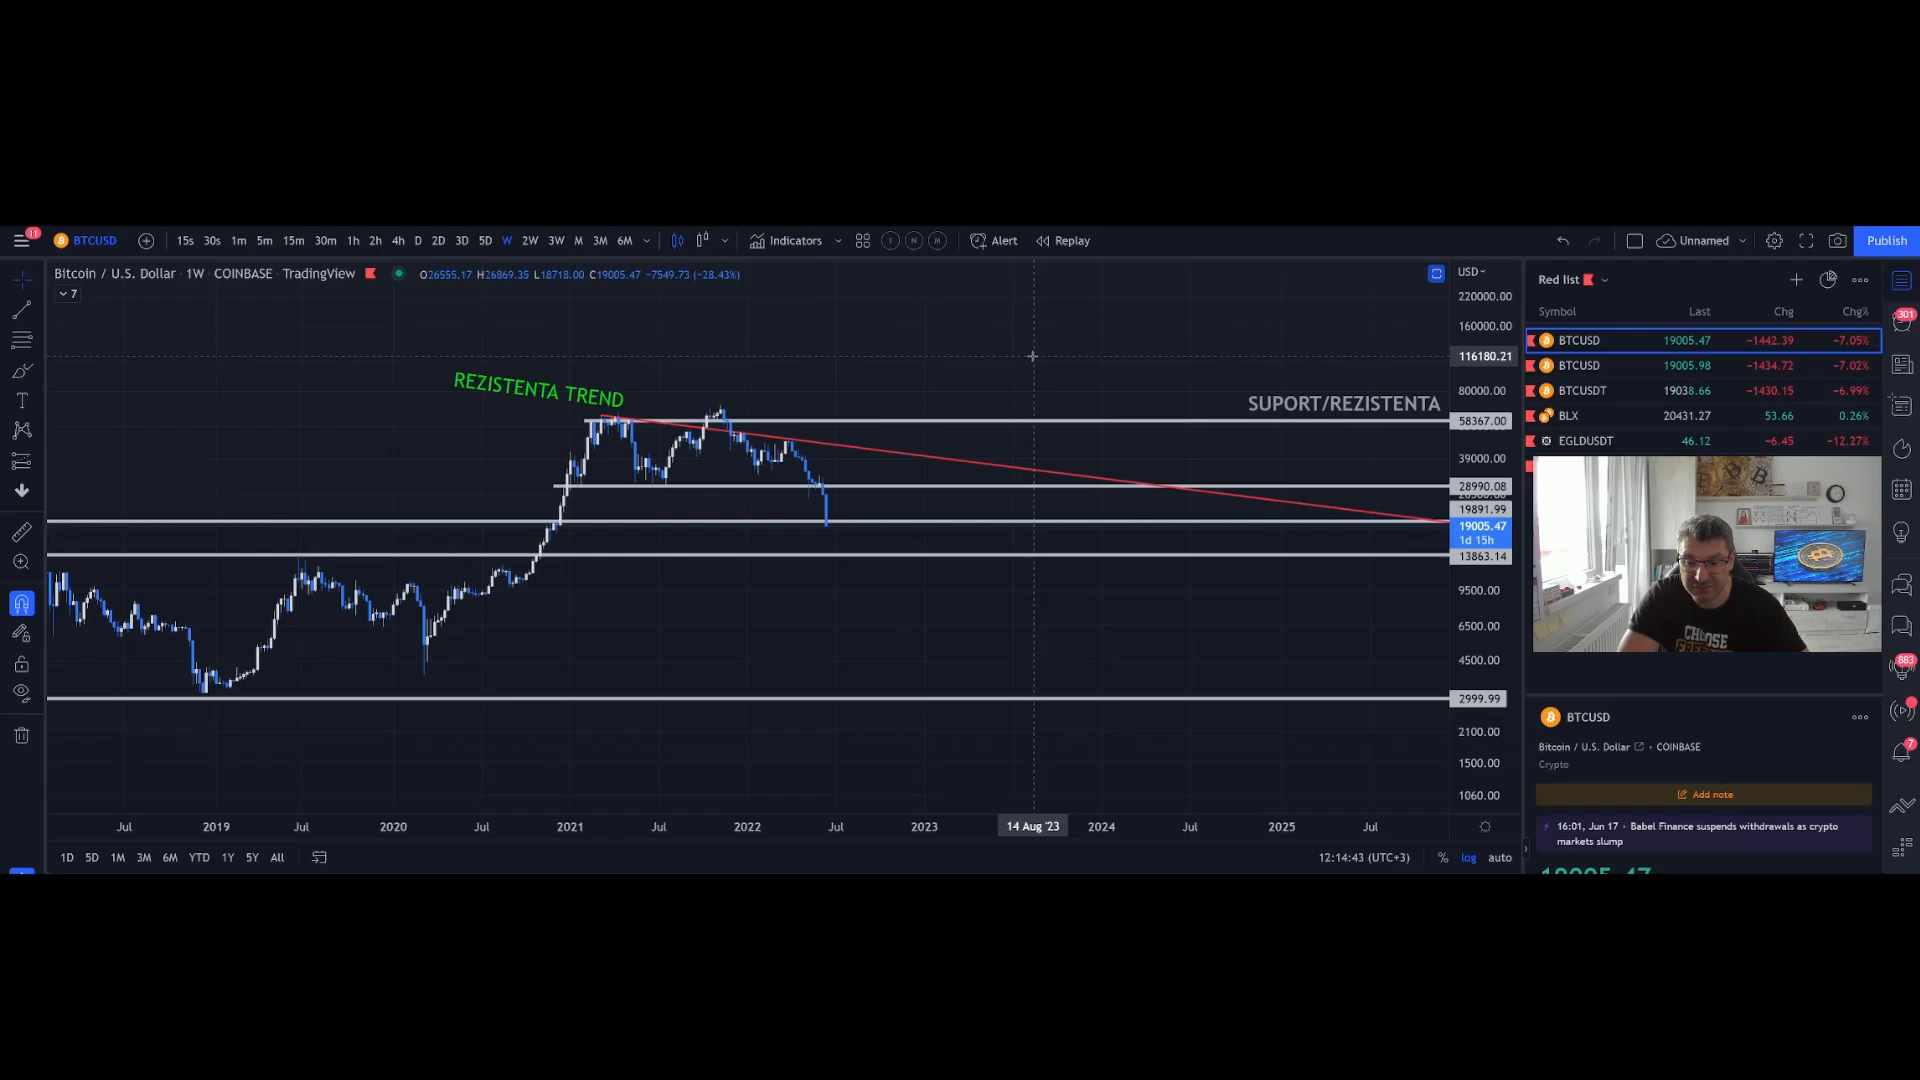 11
BTCUSD 15s 30s 1m 5m 15m 30m 1h 2h 4h D 2D 3D 5D W 2W 3W M 3M 6M Indicators I N M Alert Replay Unnamed Publish
Bitcoin / U.S. Dollar · 1W · COINBASE TradingView O26555.17 H26869.35 L18718.00 C19005.47 −7549.73 (−28.43%)
7
USD
220000.00
160000.00
116180.21
80000.00
58367.00
39000.00
28990.08
19891.99
19005.47
1d 15h
13863.14
9500.00
6500.00
4500.00
2999.99
2100.00
1500.00
1060.00
REZISTENTA TREND
SUPORT/REZISTENTA
Jul 2019 Jul 2020 Jul 2021 Jul 2022 Jul 2023 14 Aug '23 2024 Jul 2025 Jul
1D 5D 1M 3M 6M YTD 1Y 5Y All 12:14:43 (UTC+3) % log auto
Red list
Symbol Last Chg Chg%
BTCUSD 19005.47 −1442.39 −7.05%
BTCUSD 19005.98 −1434.72 −7.02%
BTCUSDT 19038.66 −1430.15 −6.99%
BLX 20431.27 53.66 0.26%
EGLDUSDT 46.12 −6.45 −12.27%
CHOOSE
BTCUSD
Bitcoin / U.S. Dollar · COINBASE
Crypto
Add note
16:01, Jun 17 · Babel Finance suspends withdrawals as crypto
markets slump
19005.47
301
883
7